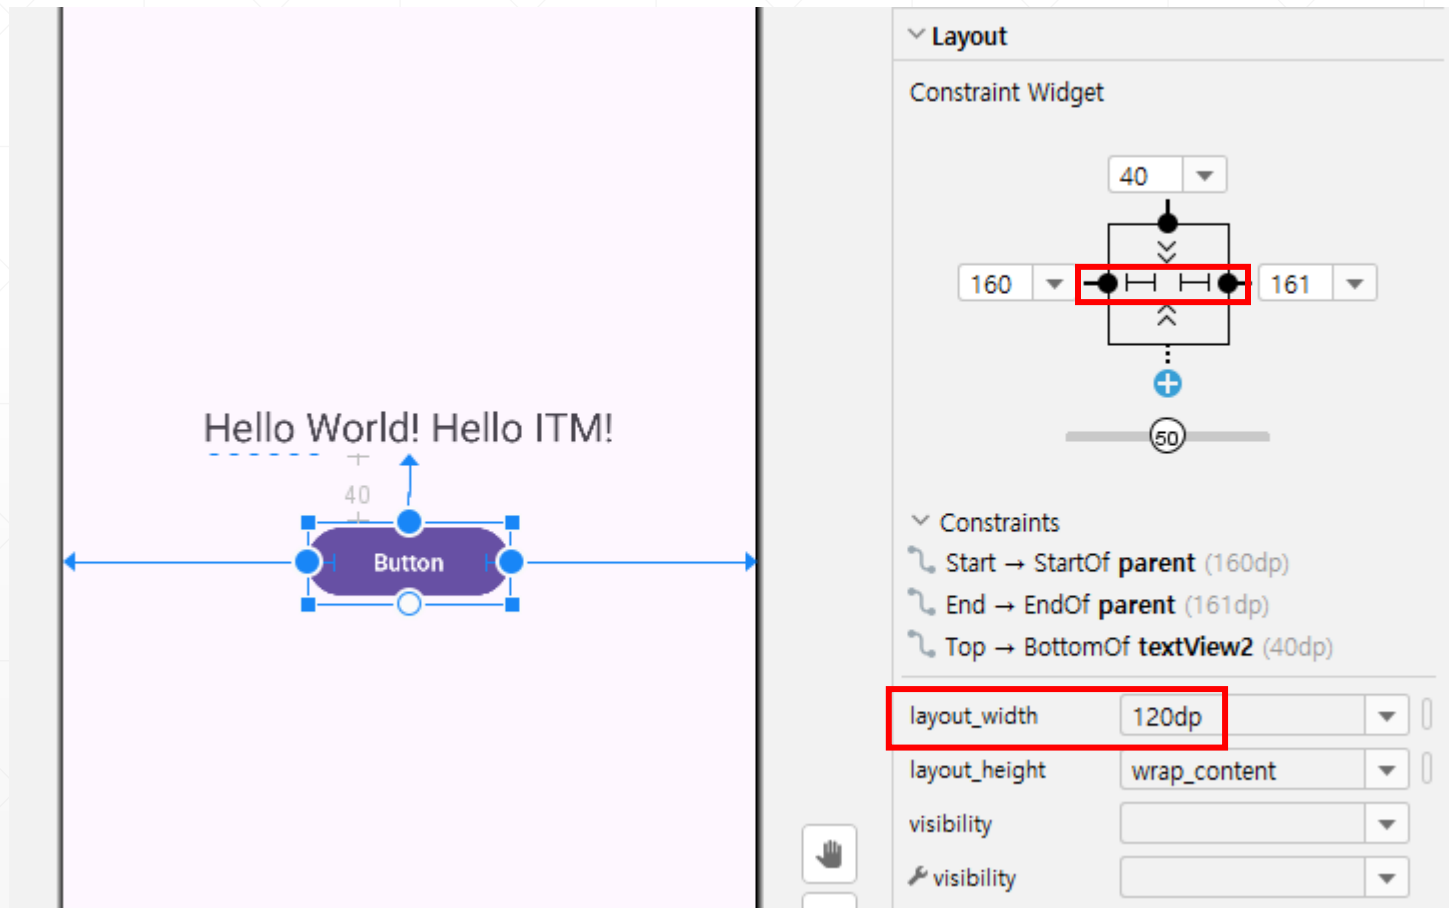 Hello World! Hello ITM!
40
Button
Layout
Constraint Widget
40
160
161
50
Constraints
Start → StartOf parent (160dp)
End → EndOf parent (161dp)
Top → BottomOf textView2 (40dp)
layout_width 120dp
layout_height wrap_content
visibility
visibility